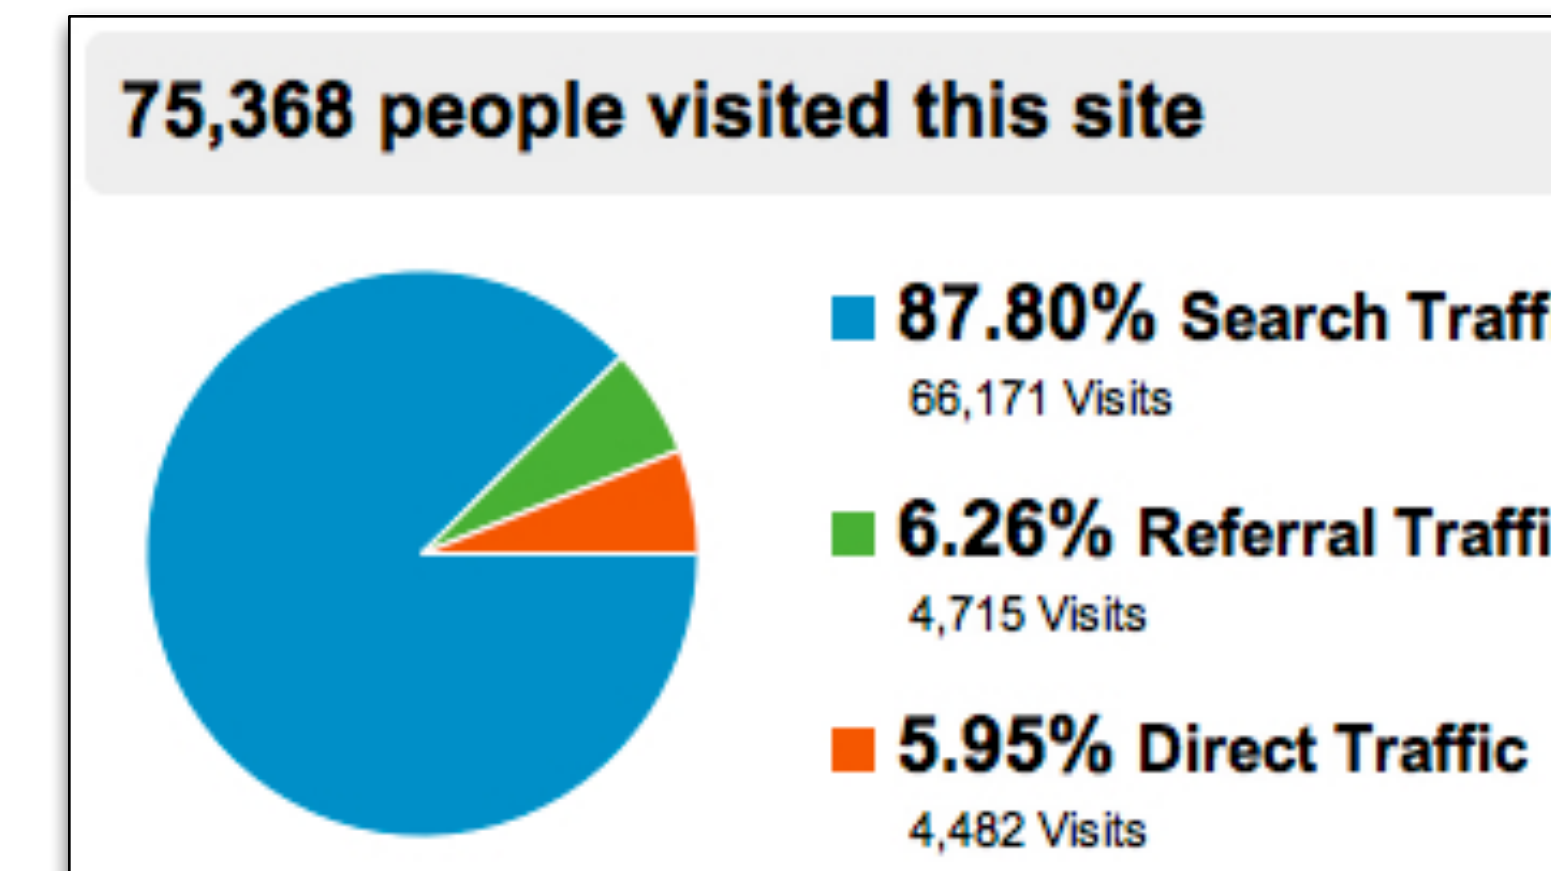 75,368 people visited this site
87.80% Search Traff
66,171 Visits
6.26% Referral Traffi
4,715 Visits
5.95% Direct Traffic
4,482 Visits